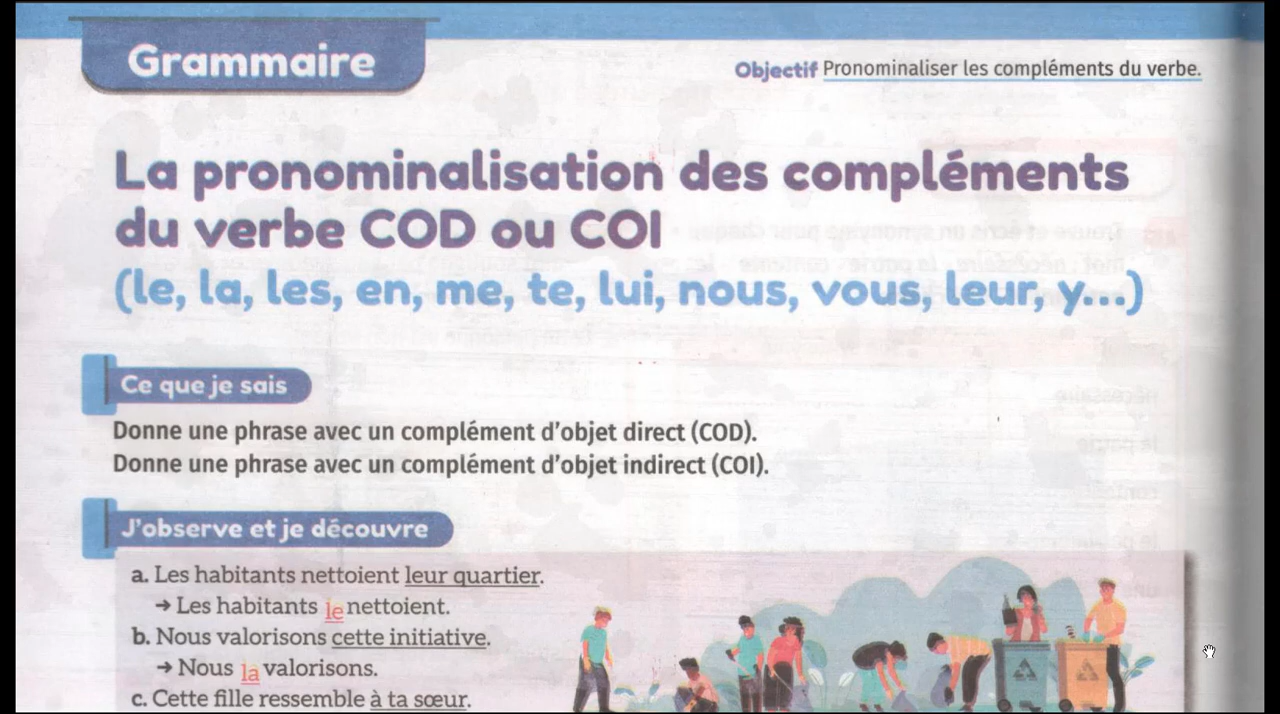 Grammaire
Objectif Pronominaliser les compléments du verbe.
La pronominalisation des compléments
du verbe COD ou COI
(le, la, les, en, me, te, lui, nous, vous, leur, y...)
Ce que je sais
Donne une phrase avec un complément d'objet direct (COD).
Donne une phrase avec un complément d'objet indirect (COI).
J'observe et je découvre
a. Les habitants nettoient leur quartier.
→ Les habitants le nettoient.
b. Nous valorisons cette initiative.
→ Nous la valorisons.
c. Cette fille ressemble à ta sœur.